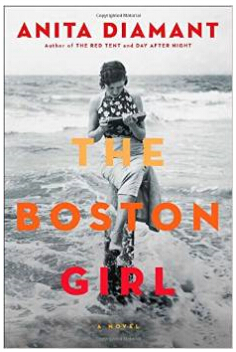 ANITA DIAMANT
Author of THE RED TENT and DAY AFTER NIGHT
THE
BOSTON
GIRL
A NOVEL